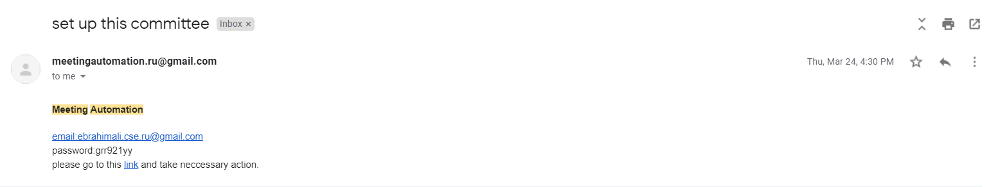 set up this committee Inbox ×
meetingautomation.ru@gmail.com Thu, Mar 24, 4:30 PM
to me
Meeting Automation
email:ebrahimali.cse.ru@gmail.com
password:grr921yy
please go to this link and take neccessary action.